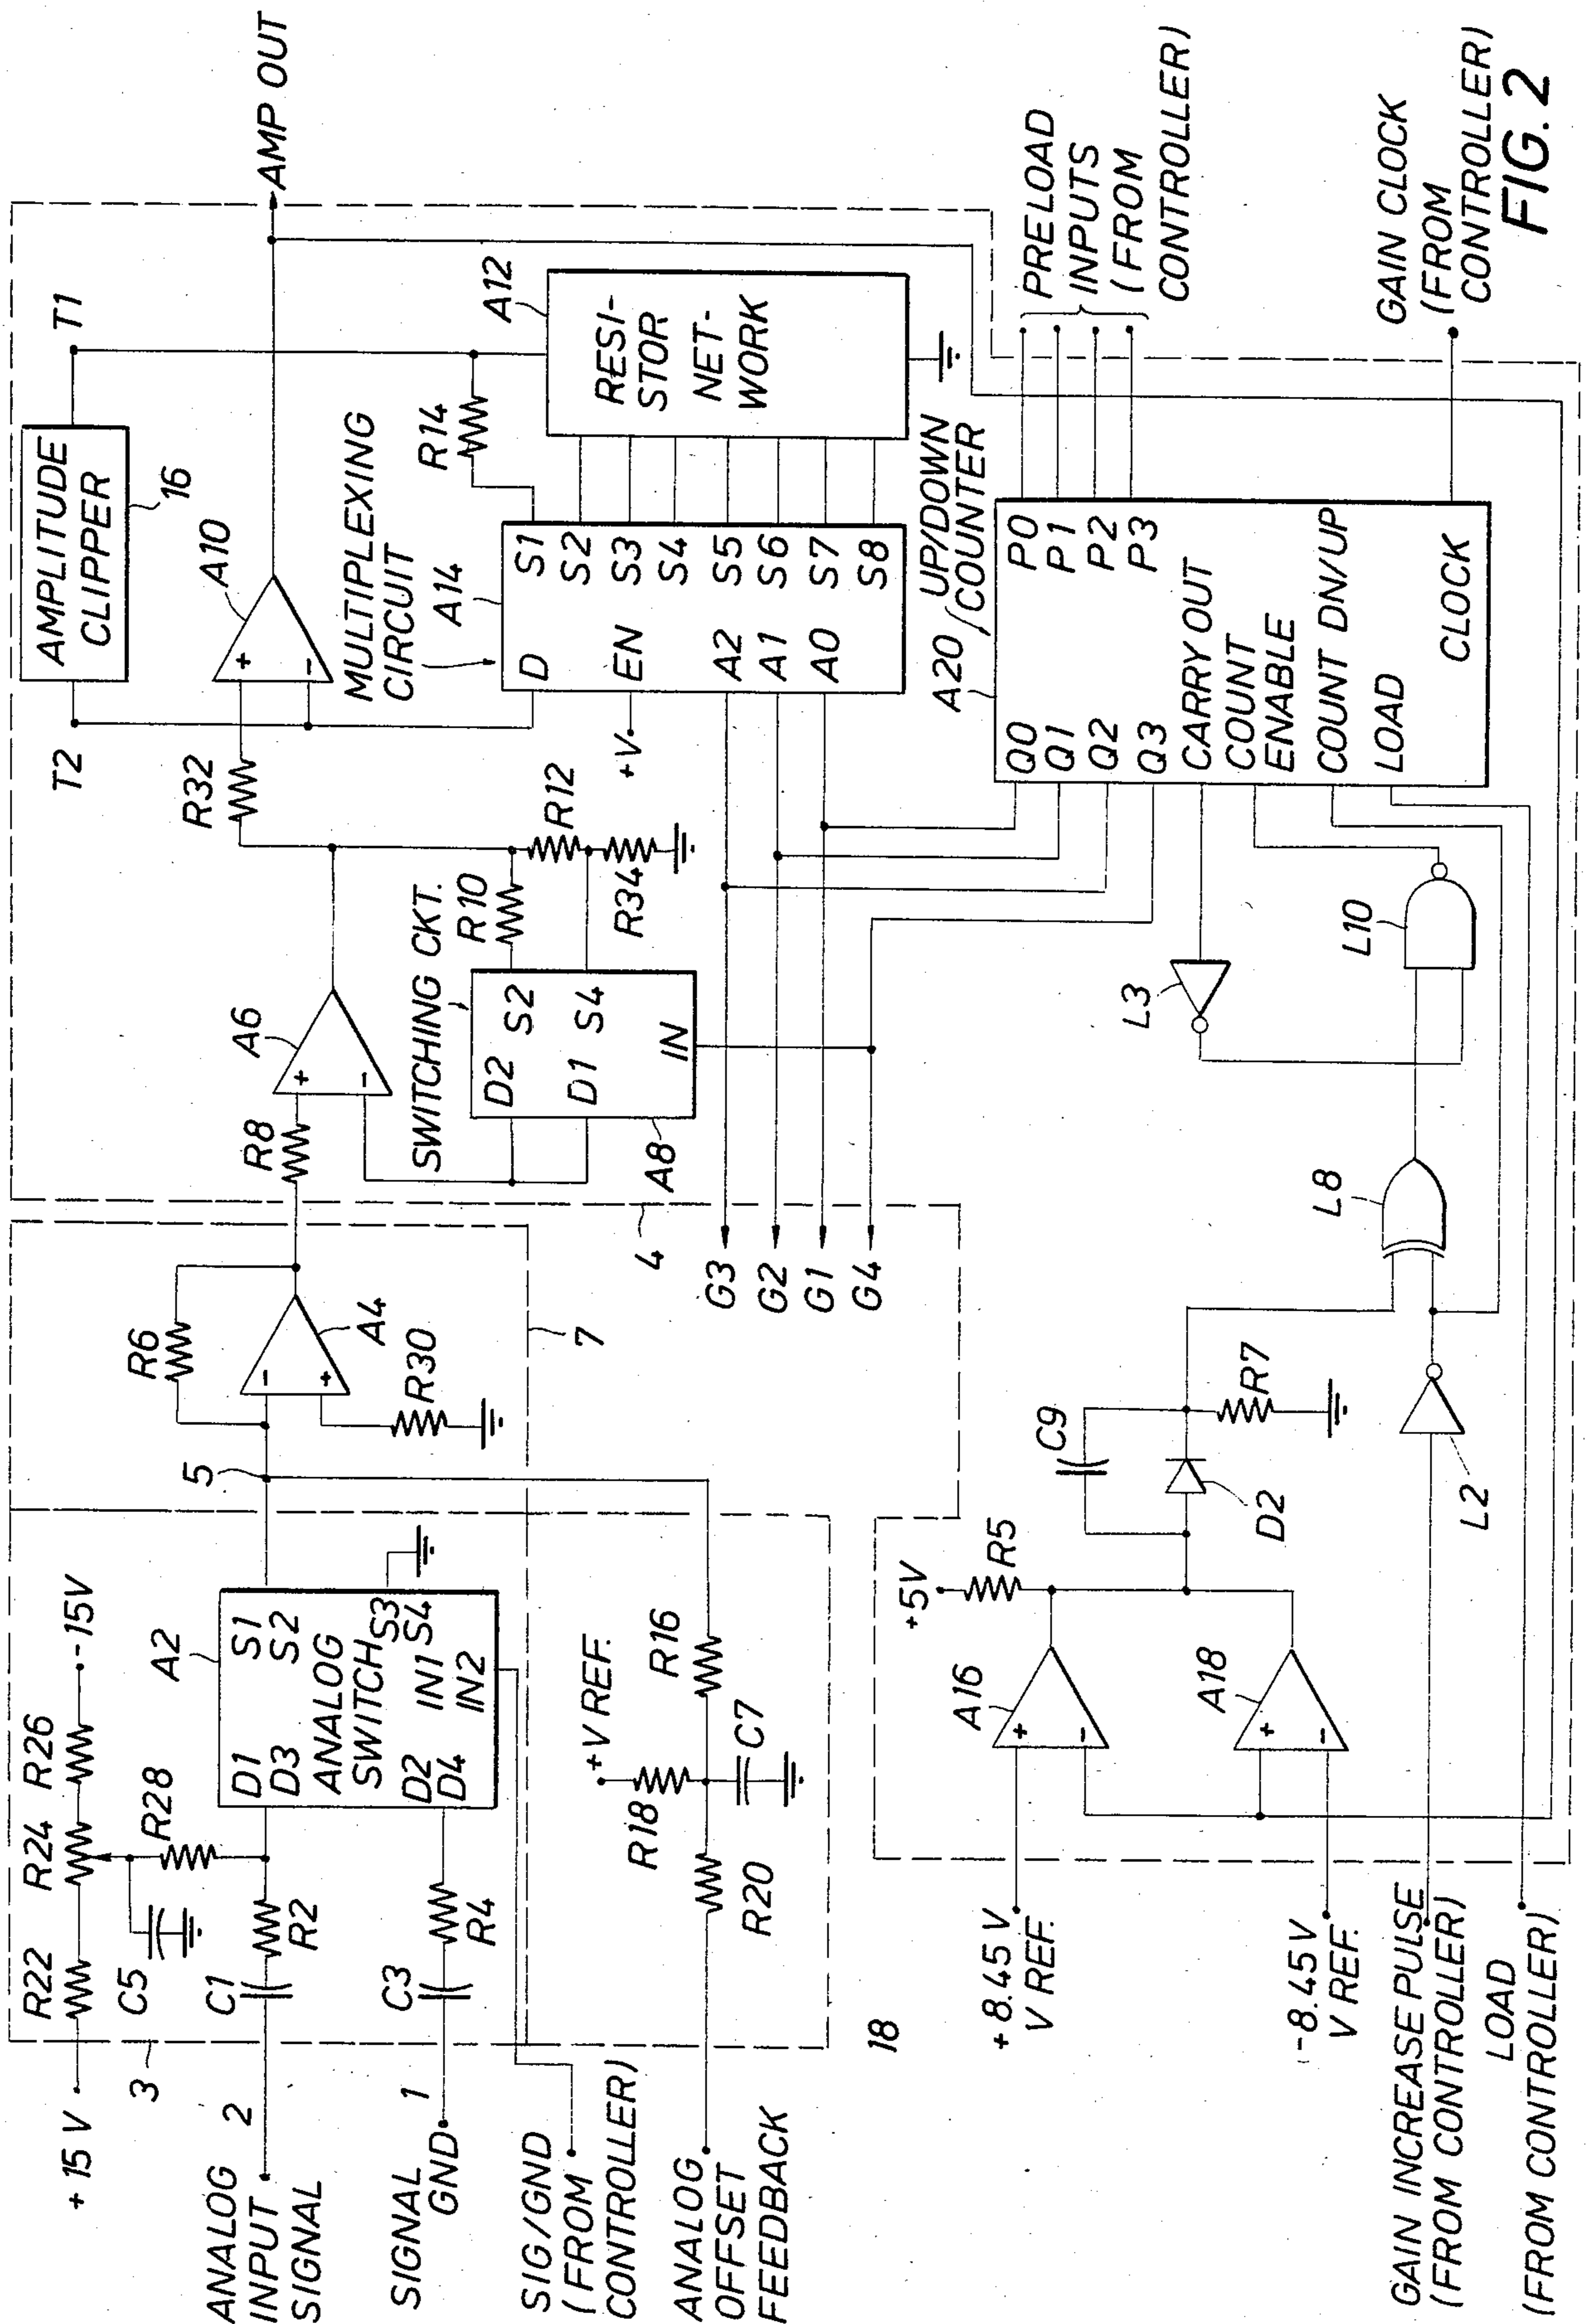 +15 V
R22
R24
R26
-15V
3
C5
R28
A2
ANALOG
INPUT
SIGNAL
2
C1
R2
D1
D3
S1
S2
ANALOG
SWITCH
S3
D2
D4
IN1
S4
IN2
SIGNAL
GND
1
C3
R4
SIG/GND
(FROM
CONTROLLER)
ANALOG
OFFSET
FEEDBACK
R20
R18
+V REF.
C7
R16
5
R6
-
+
A4
R30
7
R8
A6
+
-
4
G3
G2
G1
G4
SWITCHING CKT.
D2
S2
D1
S4
IN
A8
R10
R12
R34
R32
T2
AMPLITUDE
CLIPPER
16
T1
A10
+
-
AMP OUT
MULTIPLEXING
CIRCUIT
A14
D
S1
S2
EN
S3
S4
A2
S5
A1
S6
A0
S7
S8
+V
R14
A12
RESI-
STOR
NET-
WORK
A20
UP/DOWN
COUNTER
Q0
P0
Q1
P1
Q2
P2
Q3
P3
CARRY OUT
COUNT
ENABLE
COUNT DN/UP
LOAD
CLOCK
PRELOAD
INPUTS
(FROM
CONTROLLER)
GAIN CLOCK
(FROM
CONTROLLER)
18
+8.45 V
V REF.
-8.45V
V REF.
GAIN INCREASE PULSE
(FROM CONTROLLER)
LOAD
(FROM CONTROLLER)
A16
+
-
A18
+
-
+5V
R5
C9
D2
R7
L2
L8
L3
L10
FIG. 2